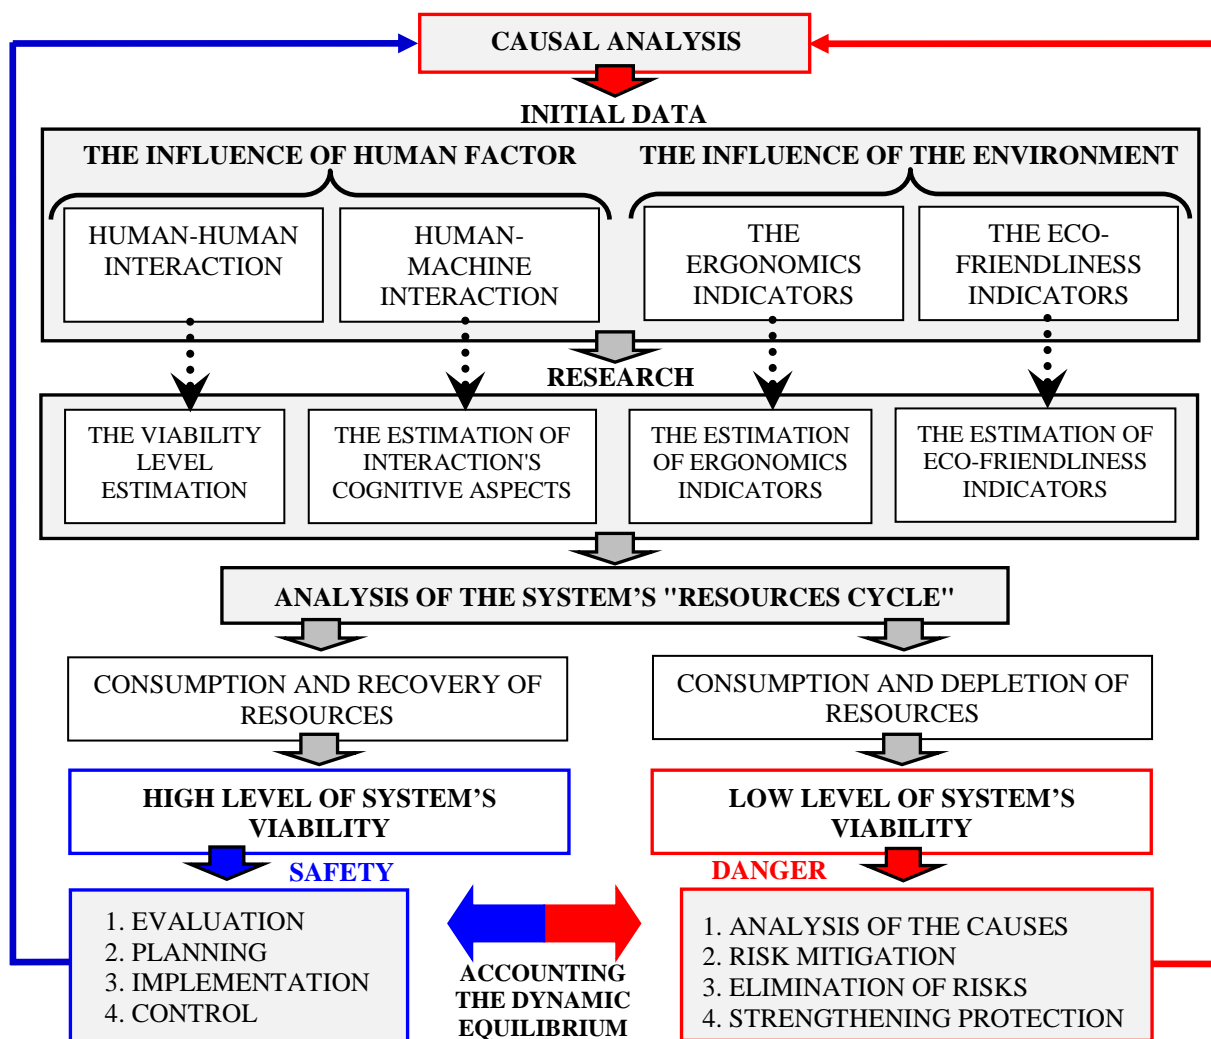 CAUSAL ANALYSIS
INITIAL DATA
THE INFLUENCE OF HUMAN FACTOR
THE INFLUENCE OF THE ENVIRONMENT
HUMAN-HUMAN
INTERACTION
HUMAN-
MACHINE
INTERACTION
THE
ERGONOMICS
INDICATORS
THE ECO-
FRIENDLINESS
INDICATORS
RESEARCH
THE VIABILITY
LEVEL
ESTIMATION
THE ESTIMATION OF
INTERACTION'S
COGNITIVE ASPECTS
THE ESTIMATION
OF ERGONOMICS
INDICATORS
THE ESTIMATION OF
ECO-FRIENDLINESS
INDICATORS
ANALYSIS OF THE SYSTEM’S "RESOURCES CYCLE"
CONSUMPTION AND RECOVERY OF
RESOURCES
CONSUMPTION AND DEPLETION OF
RESOURCES
HIGH LEVEL OF SYSTEM’S
VIABILITY
LOW LEVEL OF SYSTEM’S
VIABILITY
SAFETY
DANGER
1. EVALUATION
2. PLANNING
3. IMPLEMENTATION
4. CONTROL
ACCOUNTING
THE DYNAMIC
EQUILIBRIUM
1. ANALYSIS OF THE CAUSES
2. RISK MITIGATION
3. ELIMINATION OF RISKS
4. STRENGTHENING PROTECTION